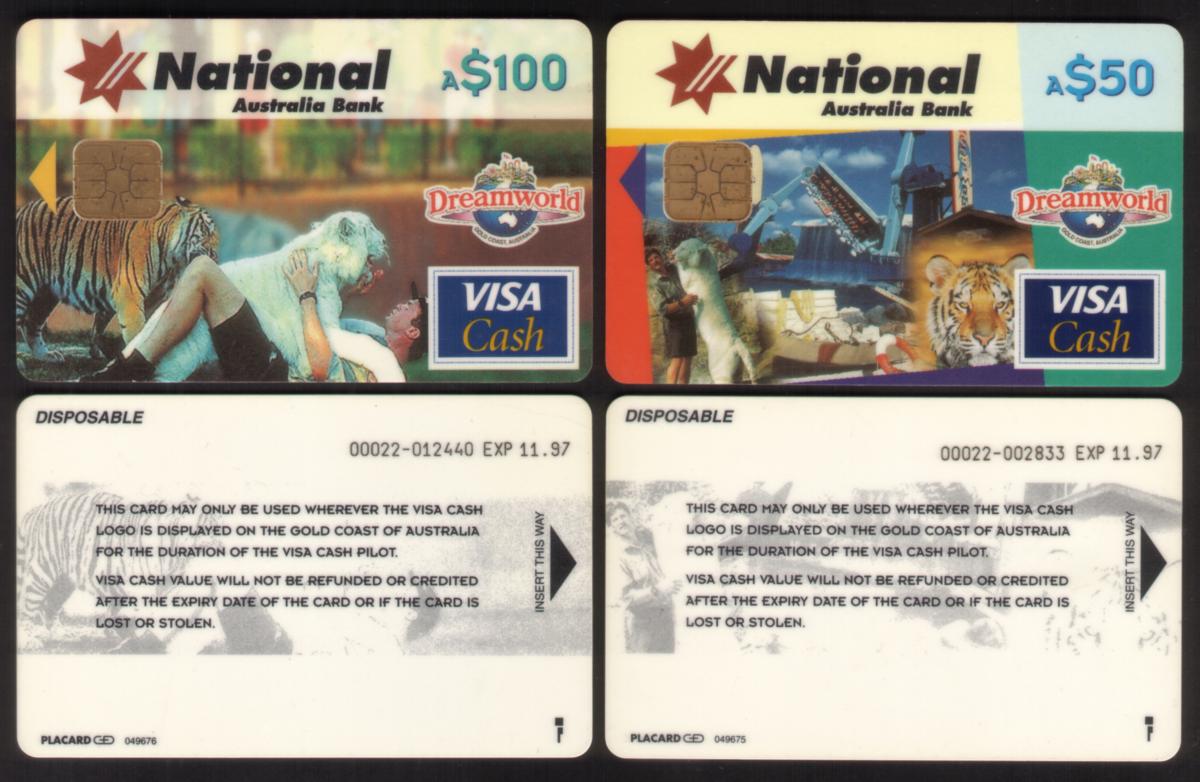 National
Australia Bank
A$100
Dreamworld
GOLD COAST, AUSTRALIA
VISA
Cash
National
Australia Bank
A$50
Dreamworld
GOLD COAST, AUSTRALIA
VISA
Cash
DISPOSABLE
00022-012440 EXP 11.97
THIS CARD MAY ONLY BE USED WHEREVER THE VISA CASH
LOGO IS DISPLAYED ON THE GOLD COAST OF AUSTRALIA
FOR THE DURATION OF THE VISA CASH PILOT.
VISA CASH VALUE WILL NOT BE REFUNDED OR CREDITED
AFTER THE EXPIRY DATE OF THE CARD OR IF THE CARD IS
LOST OR STOLEN.
INSERT THIS WAY
PLACARD 049676
DISPOSABLE
00022-002833 EXP 11.97
THIS CARD MAY ONLY BE USED WHEREVER THE VISA CASH
LOGO IS DISPLAYED ON THE GOLD COAST OF AUSTRALIA
FOR THE DURATION OF THE VISA CASH PILOT.
VISA CASH VALUE WILL NOT BE REFUNDED OR CREDITED
AFTER THE EXPIRY DATE OF THE CARD OR IF THE CARD IS
LOST OR STOLEN.
INSERT THIS WAY
PLACARD 049675